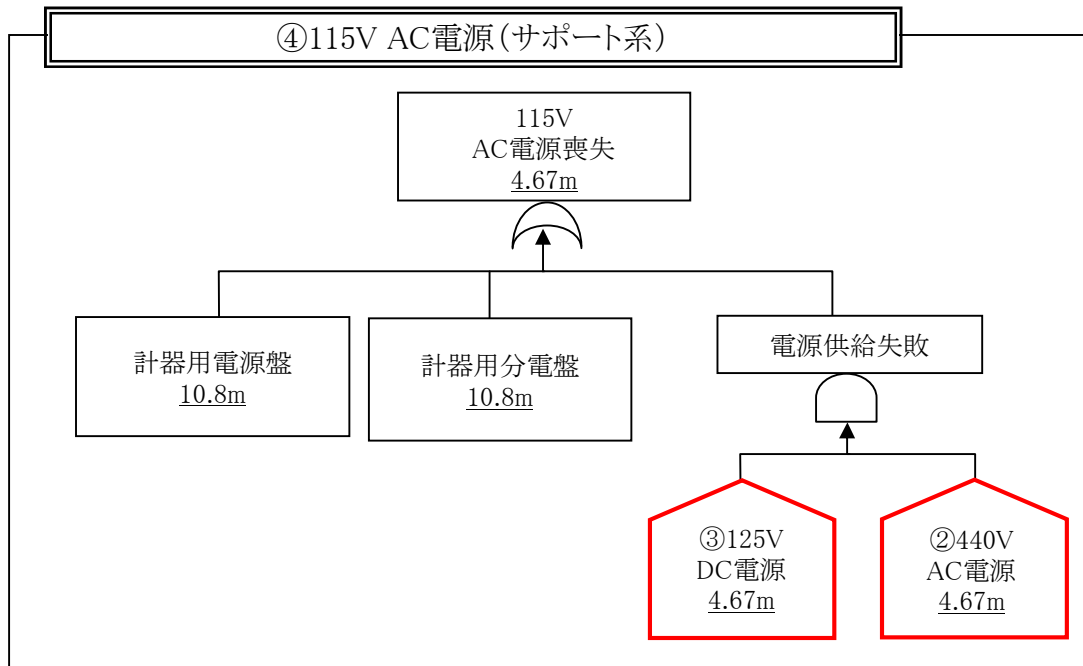 ④115V AC電源（サポート系）
115V
AC電源喪失
4.67m
計器用電源盤
10.8m
計器用分電盤
10.8m
電源供給失敗
③125V
DC電源
4.67m
②440V
AC電源
4.67m